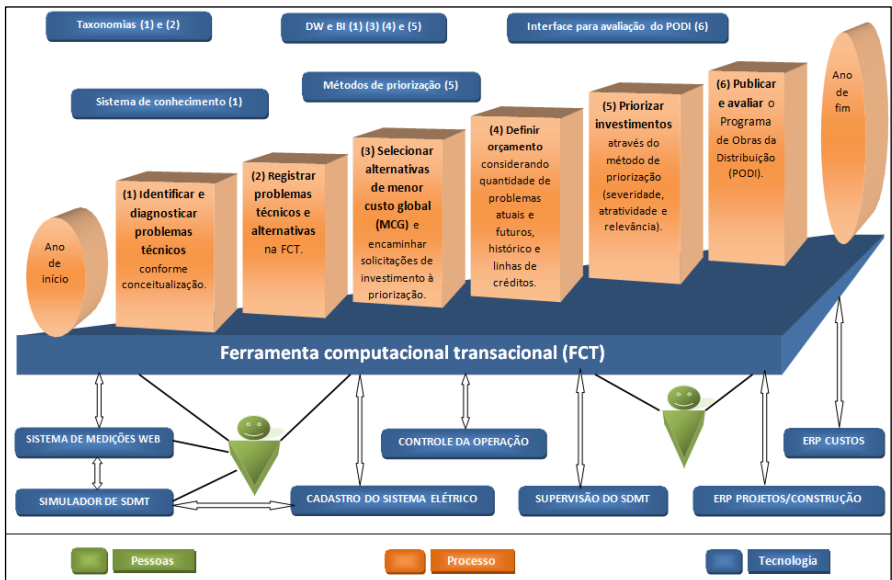 Taxonomias (1) e (2)
DW e BI (1) (3) (4) e (5)
Interface para avaliação do PODI (6)
Sistema de conhecimento (1)
Métodos de priorização (5)
Ano
de
início
(1) Identificar e
diagnosticar
problemas
técnicos
conforme
conceitualização.
(2) Registrar
problemas
técnicos e
alternativas
na FCT.
(3) Selecionar
alternativas
de menor
custo global
(MCG) e
encaminhar
solicitações de
investimento à
priorização.
(4) Definir
orçamento
considerando
quantidade de
problemas
atuais e
futuros,
histórico e
linhas de
créditos.
(5) Priorizar
investimentos
através do
método de
priorização
(severidade,
atratividade e
relevância).
(6) Publicar
e avaliar o
Programa
de Obras da
Distribuição
(PODI).
Ano
de
fim
Ferramenta computacional transacional (FCT)
SISTEMA DE MEDIÇÕES WEB
CONTROLE DA OPERAÇÃO
ERP CUSTOS
SIMULADOR DE SDMT
CADASTRO DO SISTEMA ELÉTRICO
SUPERVISÃO DO SDMT
ERP PROJETOS/CONSTRUÇÃO
Pessoas
Processo
Tecnologia